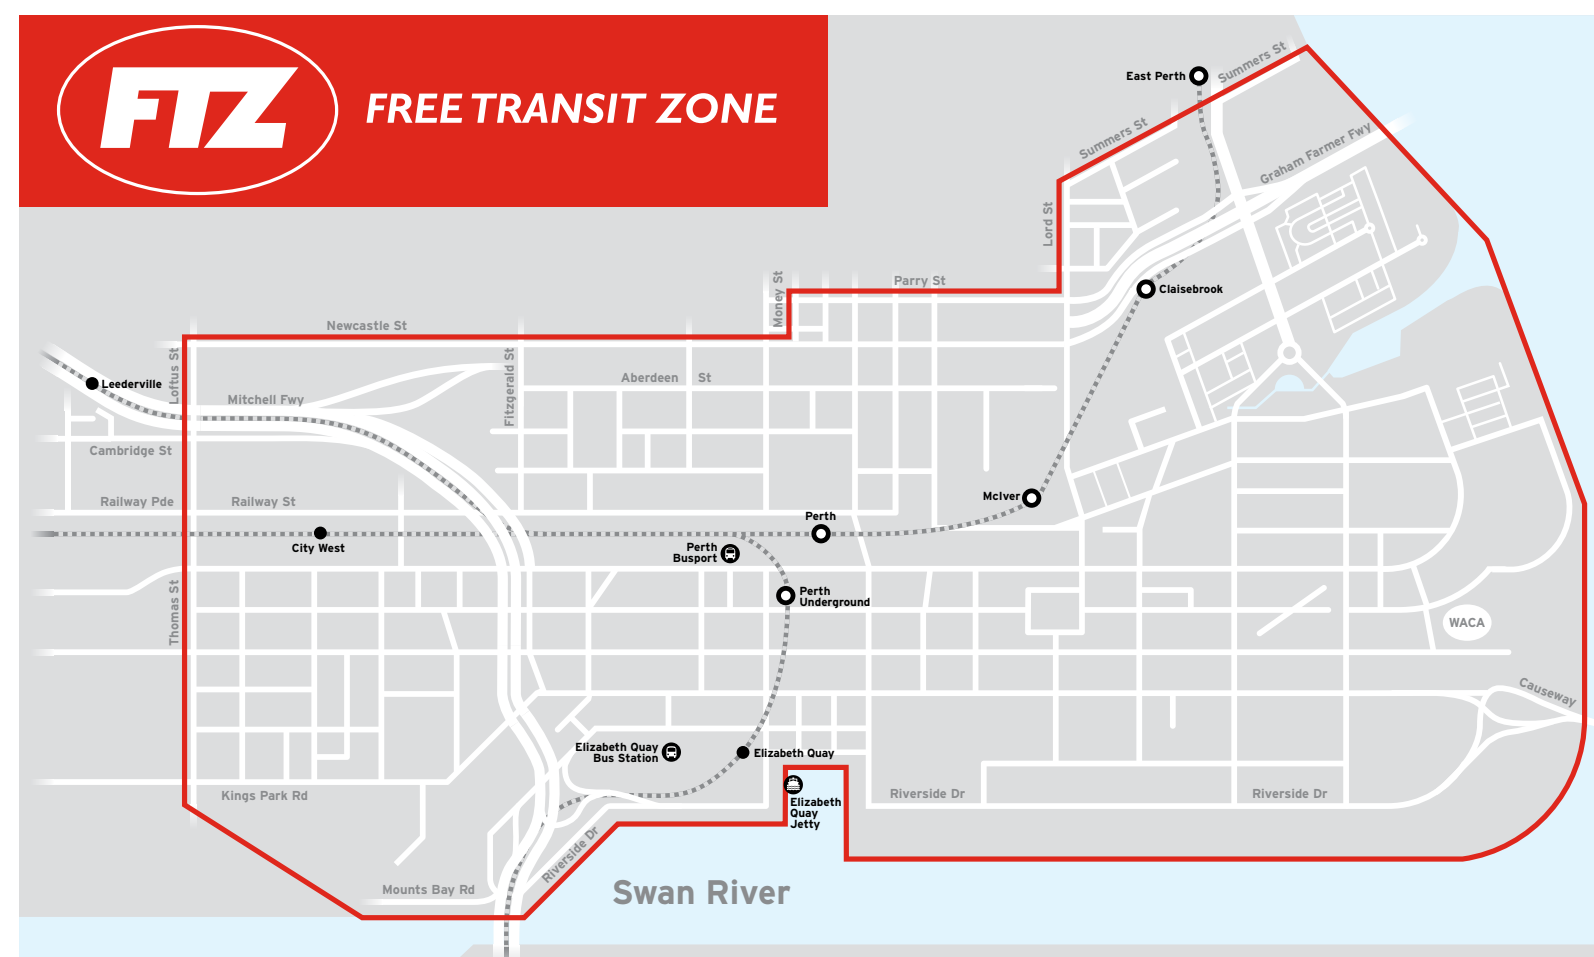 FTZ
FREE TRANSIT ZONE
East Perth
Summers St
Summers St
Graham Farmer Fwy
Lord St
Money St
Parry St
Claisebrook
Newcastle St
Loftus St
Leederville
Fitzgerald St
Aberdeen St
Mitchell Fwy
Cambridge St
Railway Pde
Railway St
McIver
Perth
City West
Perth
Busport
Perth
Underground
Thomas St
WACA
Causeway
Elizabeth Quay
Bus Station
Elizabeth Quay
Kings Park Rd
Elizabeth
Quay
Jetty
Riverside Dr
Riverside Dr
Riverside Dr
Mounts Bay Rd
Swan River